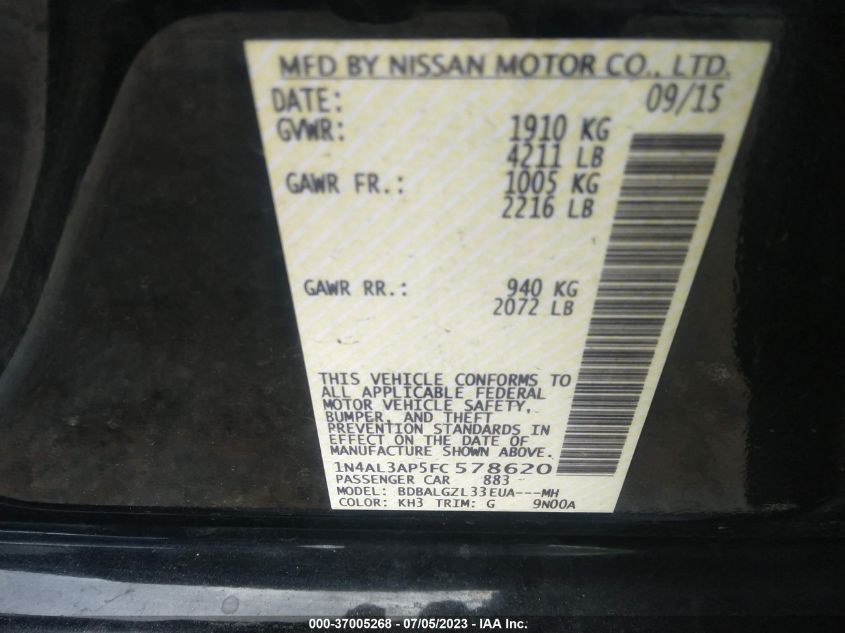 MFD BY NISSAN MOTOR CO., LTD.
DATE: 09/15
GVWR: 1910 KG
4211 LB
GAWR FR.: 1005 KG
2216 LB
GAWR RR.: 940 KG
2072 LB
THIS VEHICLE CONFORMS TO
ALL APPLICABLE FEDERAL
MOTOR VEHICLE SAFETY,
BUMPER, AND THEFT
PREVENTION STANDARDS IN
EFFECT ON THE DATE OF
MANUFACTURE SHOWN ABOVE.
1N4AL3AP5FC578620
PASSENGER CAR 883
MODEL: BDBALGZL33EUA---MH
COLOR: KH3 TRIM: G 9N00A
000-37005268 - 07/05/2023 - IAA Inc.